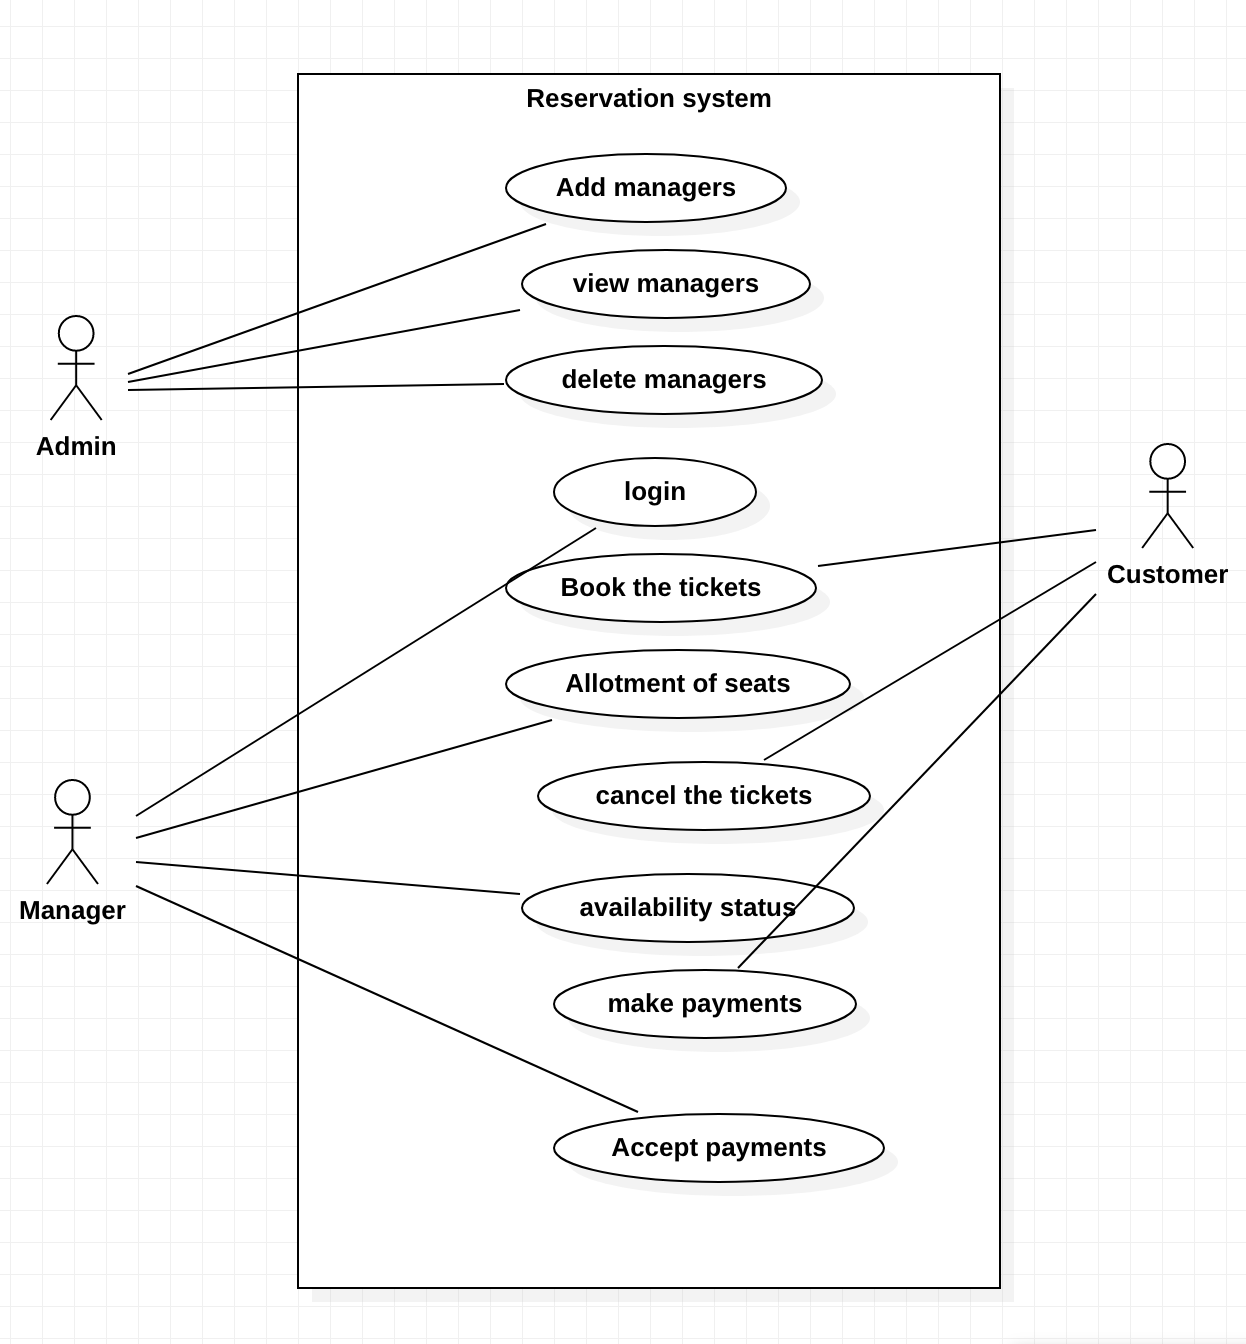 Reservation system
Add managers
view managers
delete managers
Admin
login
Customer
Book the tickets
Allotment of seats
cancel the tickets
Manager
availability status
make payments
Accept payments